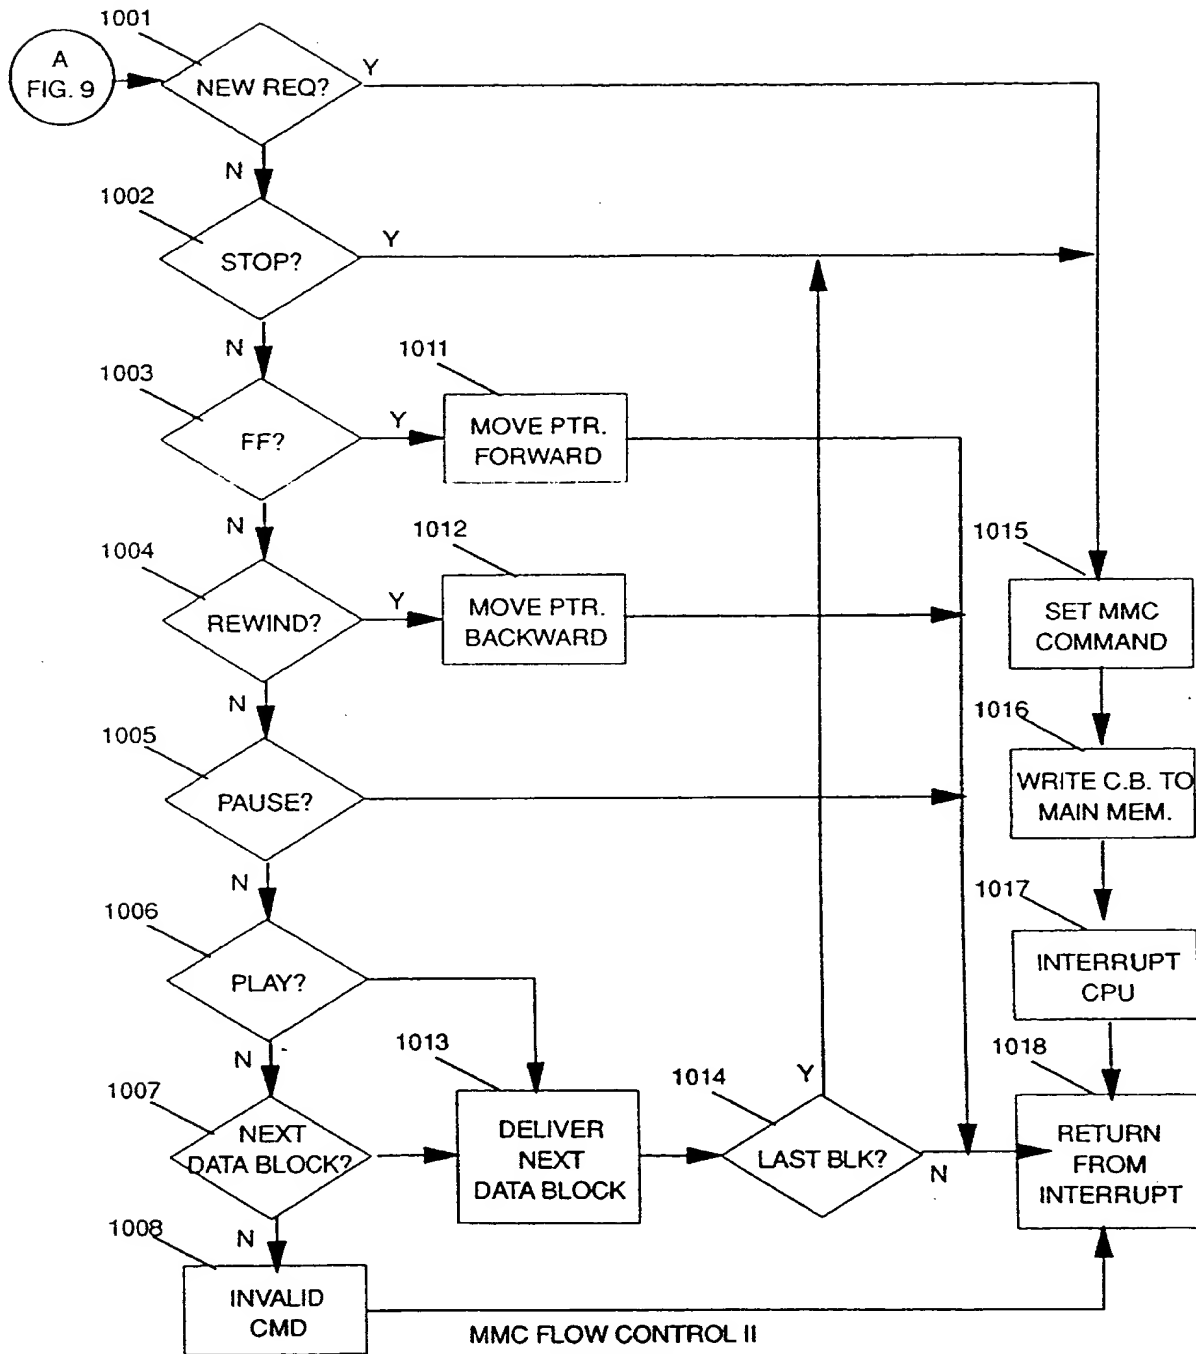 1001
A
FIG. 9
NEW REQ?
Y
N
1002
STOP?
Y
N
1003
FF?
Y
1011
MOVE PTR.
FORWARD
N
1004
REWIND?
Y
1012
MOVE PTR.
BACKWARD
1015
SET MMC
COMMAND
N
1005
PAUSE?
1016
WRITE C.B. TO
MAIN MEM.
N
1006
PLAY?
1017
INTERRUPT
CPU
N
1007
NEXT
DATA BLOCK?
1013
DELIVER
NEXT
DATA BLOCK
1014
Y
LAST BLK?
N
1018
RETURN
FROM
INTERRUPT
N
1008
INVALID
CMD
MMC FLOW CONTROL II